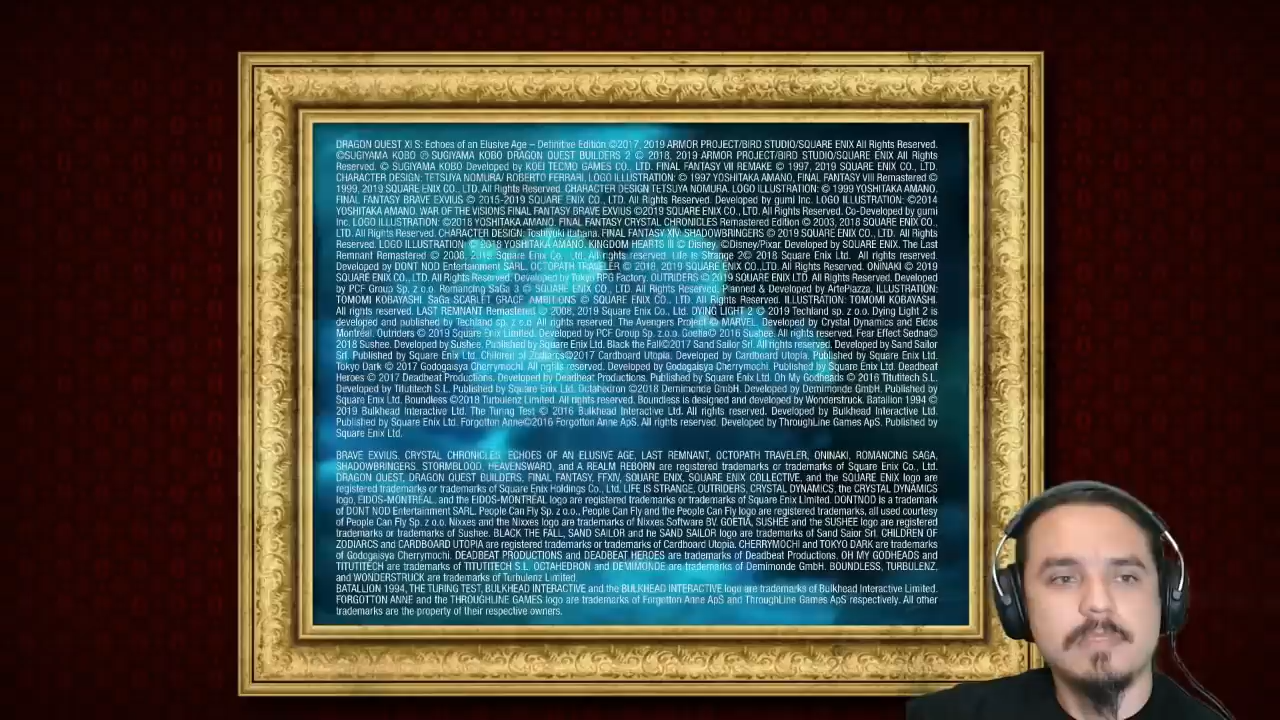 DRAGON QUEST XI S: Echoes of an Elusive Age – Definitive Edition ©2017, 2019 ARMOR PROJECT/BIRD STUDIO/SQUARE ENIX All Rights Reserved.
©SUGIYAMA KOBO ℗ SUGIYAMA KOBO DRAGON QUEST BUILDERS 2 © 2018, 2019 ARMOR PROJECT/BIRD STUDIO/SQUARE ENIX All Rights
Reserved. © SUGIYAMA KOBO Developed by KOEI TECMO GAMES CO., LTD. FINAL FANTASY VII REMAKE © 1997, 2019 SQUARE ENIX CO., LTD.
CHARACTER DESIGN: TETSUYA NOMURA/ ROBERTO FERRARI. LOGO ILLUSTRATION: © 1997 YOSHITAKA AMANO, FINAL FANTASY VIII Remastered ©
1999, 2019 SQUARE ENIX CO., LTD. All Rights Reserved. CHARACTER DESIGN TETSUYA NOMURA. LOGO ILLUSTRATION: © 1999 YOSHITAKA AMANO.
FINAL FANTASY BRAVE EXVIUS © 2015-2019 SQUARE ENIX CO., LTD. All Rights Reserved. Developed by gumi Inc. LOGO ILLUSTRATION: ©2014
YOSHITAKA AMANO. WAR OF THE VISIONS FINAL FANTASY BRAVE EXVIUS ©2019 SQUARE ENIX CO., LTD. All Rights Reserved. Co-Developed by gumi
Inc. LOGO ILLUSTRATION: ©2018 YOSHITAKA AMANO. FINAL FANTASY CRYSTAL CHRONICLES Remastered Edition © 2003, 2018 SQUARE ENIX CO.,
LTD. All Rights Reserved. CHARACTER DESIGN: Toshiyuki Itahana. FINAL FANTASY XIV: SHADOWBRINGERS © 2019 SQUARE ENIX CO., LTD. All Rights
Reserved. LOGO ILLUSTRATION: © 2018 YOSHITAKA AMANO. KINGDOM HEARTS III © Disney. ©Disney/Pixar. Developed by SQUARE ENIX. The Last
Remnant Remastered © 2008, 2019 Square Enix Co., Ltd. All rights reserved. Life is Strange 2© 2018 Square Enix Ltd. All rights reserved.
Developed by DONT NOD Entertainment SARL. OCTOPATH TRAVELER © 2018, 2019 SQUARE ENIX CO.,LTD. All Rights Reserved. ONINAKI © 2019
SQUARE ENIX CO., LTD. All Rights Reserved. Developed by Tokyo RPG Factory. OUTRIDERS © 2019 Square Enix Ltd. All Rights Reserved. Developed
by PCF Group Sp. z o.o. Romancing SaGa 3 © SQUARE ENIX CO., LTD. All Rights Reserved. Planned & Developed by ArtePiazza. ILLUSTRATION:
TOMOMI KOBAYASHI. SaGa SCARLET GRACE AMBITIONS © SQUARE ENIX CO., LTD. All Rights Reserved. ILLUSTRATION: TOMOMI KOBAYASHI.
All rights reserved. LAST REMNANT Remastered © 2008, 2019 Square Enix Co. Ltd. DYING LIGHT 2 © 2019 Techland sp. z o.o. Dying Light 2 is
developed and published by Techland sp. z o.o. All rights reserved. The Avengers Project © MARVEL. Developed by Crystal Dynamics and Eidos
Montréal. Outriders © 2019 Square Enix Limited. Developed by PCF Group Sp. z.o.o. Goetia© 2016 Sushee. All rights reserved. Fear Effect Sedna©
2018 Sushee. Developed by Sushee. Published by Square Enix Ltd. Black the Fall©2017 Sand Sailor Srl. All rights reserved. Developed by Sand Sailor
Srl. Published by Square Enix Ltd. Children of Zodiarcs©2017 Cardboard Utopia. Developed by Cardboard Utopia. Published by Square Enix Ltd.
Tokyo Dark © 2017 Godogaisya Cherrymochi. All rights reserved. Developed by Godogaisya Cherrymochi. Published by Square Enix Ltd. Deadbeat
Heroes © 2017 Deadbeat Productions. Developed by Deadbeat Productions. Published by Square Enix Ltd. Oh My Godheads © 2016 Titutitech S.L.
Developed by Titutitech S.L. Published by Square Enix Ltd. Octahedron ©2018 Demimonde GmbH. Developed by Demimonde GmbH. Published by
Square Enix Ltd. Boundless ©2018 Turbulenz Limited. All rights reserved. Boundless is designed and developed by Wonderstruck. Batallion 1994 ©
2019 Bulkhead Interactive Ltd. The Turing Test © 2016 Bulkhead Interactive Ltd. All rights reserved. Developed by Bulkhead Interactive Ltd.
Published by Square Enix Ltd. Forgotton Anne©2016 Forgotton Anne ApS. All rights reserved. Developed by ThroughLine Games ApS. Published by
Square Enix Ltd.
BRAVE EXVIUS, CRYSTAL CHRONICLES, ECHOES OF AN ELUSIVE AGE, LAST REMNANT, OCTOPATH TRAVELER, ONINAKI, ROMANCING SAGA,
SHADOWBRINGERS, STORMBLOOD, HEAVENSWARD, and A REALM REBORN are registered trademarks or trademarks of Square Enix Co., Ltd.
DRAGON QUEST, DRAGON QUEST BUILDERS, FINAL FANTASY, FFXIV, SQUARE ENIX, SQUARE ENIX COLLECTIVE, and the SQUARE ENIX logo are
registered trademarks or trademarks of Square Enix Holdings Co., Ltd. LIFE IS STRANGE, OUTRIDERS, CRYSTAL DYNAMICS, the CRYSTAL DYNAMICS
logo, EIDOS-MONTRÉAL, and the EIDOS-MONTRÉAL logo are registered trademarks or trademarks of Square Enix Limited. DONTNOD is a trademark
of DONT NOD Entertainment SARL. People Can Fly Sp. z o.o., People Can Fly and the People Can Fly logo are registered trademarks, all used courtesy
of People Can Fly Sp. z o.o. Nixxes and the Nixxes logo are trademarks of Nixxes Software BV. GOETIA, SUSHEE and the SUSHEE logo are registered
trademarks or trademarks of Sushee. BLACK THE FALL, SAND SAILOR and he SAND SAILOR logo are trademarks of Sand Saior Srl. CHILDREN OF
ZODIARCS and CARDBOARD UTOPIA are registered trademarks or trademarks of Cardboard Utopia. CHERRYMOCHI and TOKYO DARK are trademarks
of Godogaisya Cherrymochi. DEADBEAT PRODUCTIONS and DEADBEAT HEROES are trademarks of Deadbeat Productions. OH MY GODHEADS and
TITUTITECH are trademarks of TITUTITECH S.L. OCTAHEDRON and DEMIMONDE are trademarks of Demimonde GmbH. BOUNDLESS, TURBULENZ,
and WONDERSTRUCK are trademarks of Turbulenz Limited.
BATALLION 1994, THE TURING TEST, BULKHEAD INTERACTIVE and the BULKHEAD INTERACTIVE logo are trademarks of Bulkhead Interactive Limited.
FORGOTTON ANNE and the THROUGHLINE GAMES logo are trademarks of Forgetton Anne ApS and ThroughLine Games ApS respectively. All other
trademarks are the property of their respective owners.